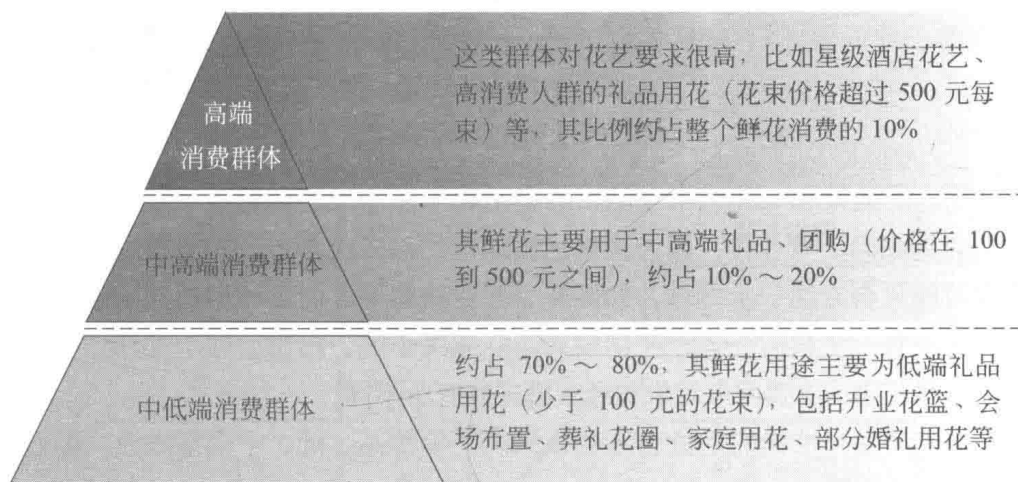 高端
消费群体
这类群体对花艺要求很高，比如星级酒店花艺、
高消费人群的礼品用花（花束价格超过 500 元每
束）等，其比例约占整个鲜花消费的 10%
中高端消费群体
其鲜花主要用于中高端礼品、团购（价格在 100
到 500 元之间），约占 10%～20%
中低端消费群体
约占 70%～80%，其鲜花用途主要为低端礼品
用花（少于 100 元的花束），包括开业花篮、会
场布置、葬礼花圈、家庭用花、部分婚礼用花等